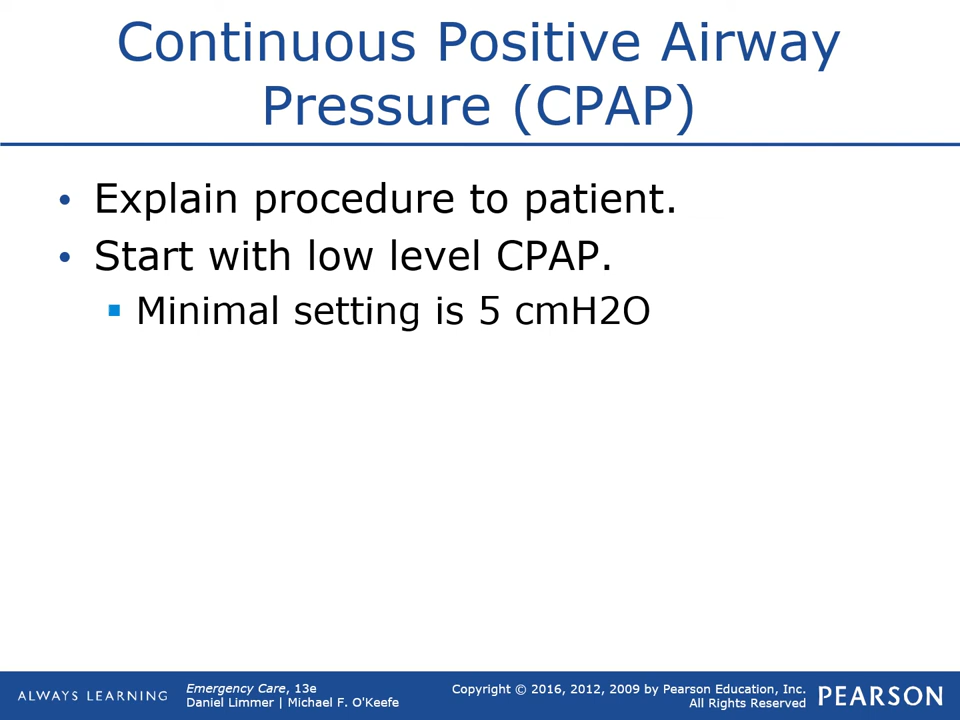 Continuous Positive Airway
Pressure (CPAP)
• Explain procedure to patient.
• Start with low level CPAP.
▪ Minimal setting is 5 cmH2O
ALWAYS LEARNING
Emergency Care, 13e
Daniel Limmer | Michael F. O'Keefe
Copyright © 2016, 2012, 2009 by Pearson Education, Inc.
All Rights Reserved
PEARSON